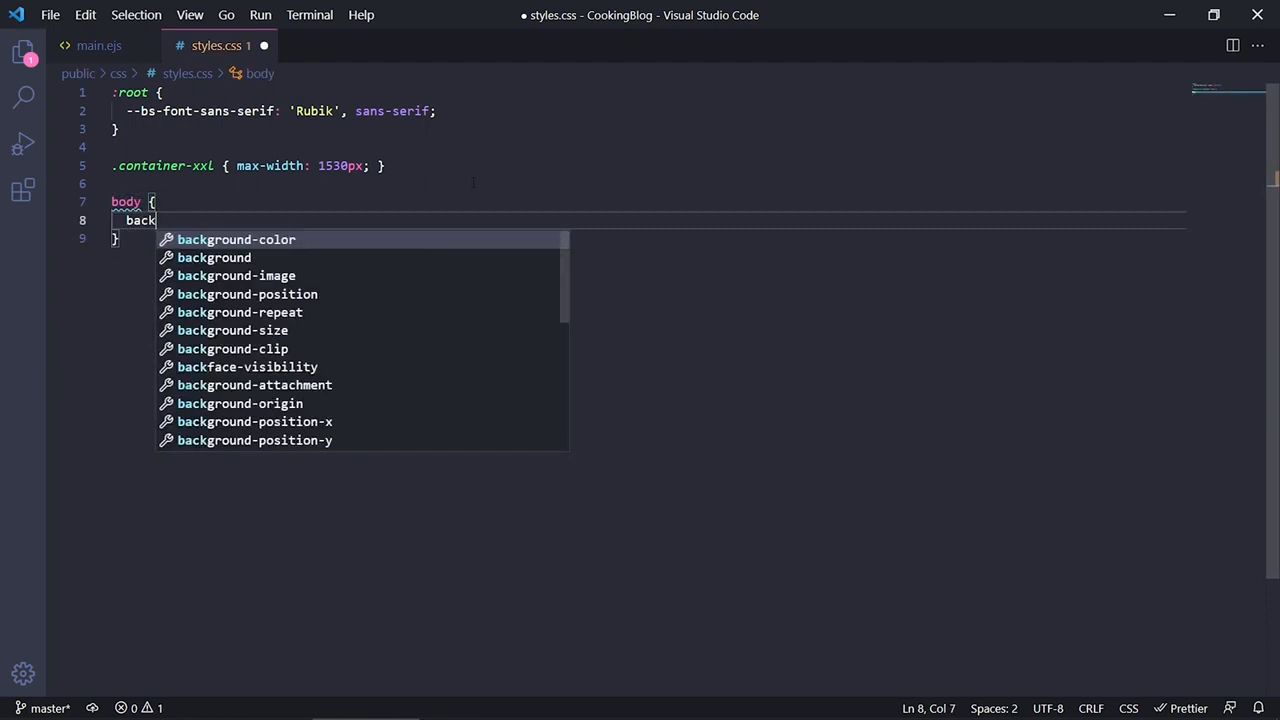 File Edit Selection View Go Run Terminal Help ● styles.css - CookingBlog - Visual Studio Code
1
<> main.ejs # styles.css 1 ●
public > css > # styles.css > body
1 :root {
2 --bs-font-sans-serif: 'Rubik', sans-serif;
3 }
4
5 .container-xxl { max-width: 1530px; }
6
7 body {
8 back
9 }
background-color
background
background-image
background-position
background-repeat
background-size
background-clip
backface-visibility
background-attachment
background-origin
background-position-x
background-position-y
master* 0 1 Ln 8, Col 7 Spaces: 2 UTF-8 CRLF CSS Prettier